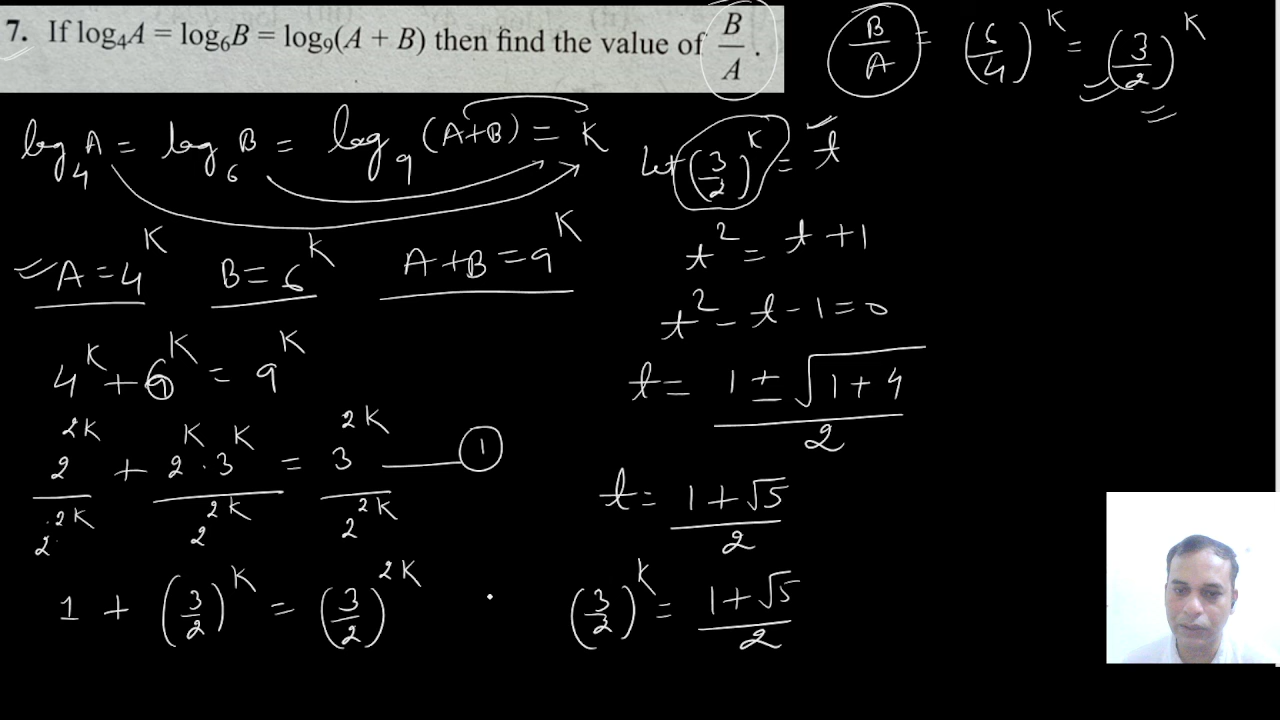 7. If log₄A = log₆B = log₉(A + B) then find the value of B/A .
B/A = (6/4)^K = (3/2)^K
log₄ A = log₆ B = log₉ (A+B) = K
A = 4^K   B = 6^K   A+B = 9^K
4^K + 6^K = 9^K
2^2K / 2^2K + 2^K · 3^K / 2^2K = 3^2K / 2^2K — 1
1 + (3/2)^K = (3/2)^2K
Let (3/2)^K = t
t² = t + 1
t² - t - 1 = 0
t = 1 ± √1 + 4 / 2
t = 1 + √5 / 2
(3/2)^K = 1 + √5 / 2